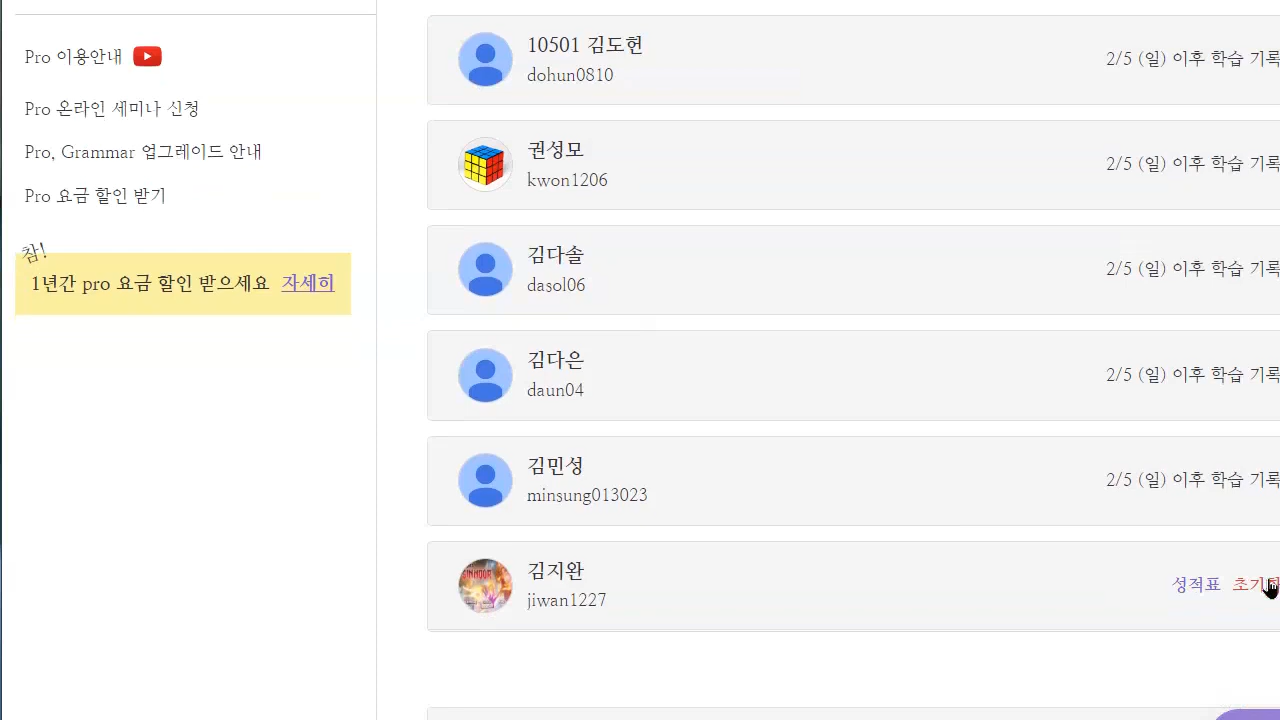 Pro 이용안내
Pro 온라인 세미나 신청
Pro, Grammar 업그레이드 안내
Pro 요금 할인 받기
참!
1년간 pro 요금 할인 받으세요 자세히
10501 김도헌
dohun0810
2/5 (일) 이후 학습 기록
권성모
kwon1206
2/5 (일) 이후 학습 기록
김다솔
dasol06
2/5 (일) 이후 학습 기록
김다은
daun04
2/5 (일) 이후 학습 기록
김민성
minsung013023
2/5 (일) 이후 학습 기록
김지완
jiwan1227
성적표 초기